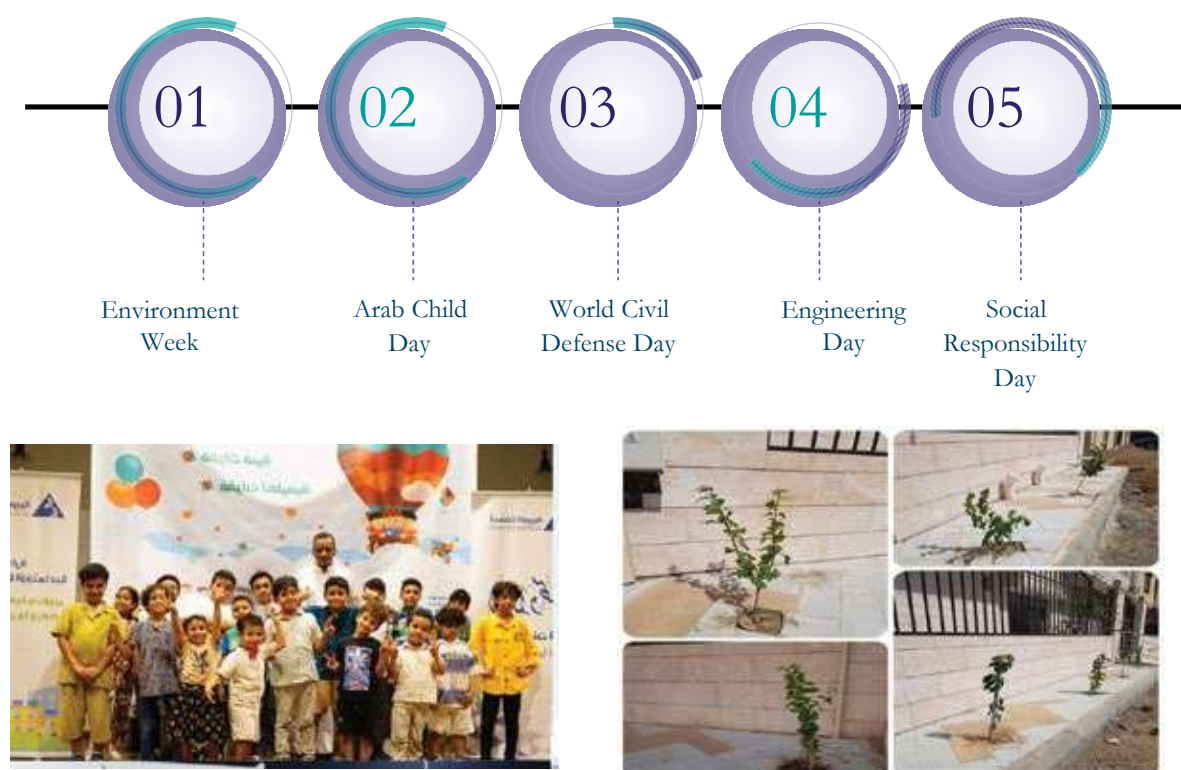 01
02
03
04
05
Environment
Week
Arab Child
Day
World Civil
Defense Day
Engineering
Day
Social
Responsibility
Day